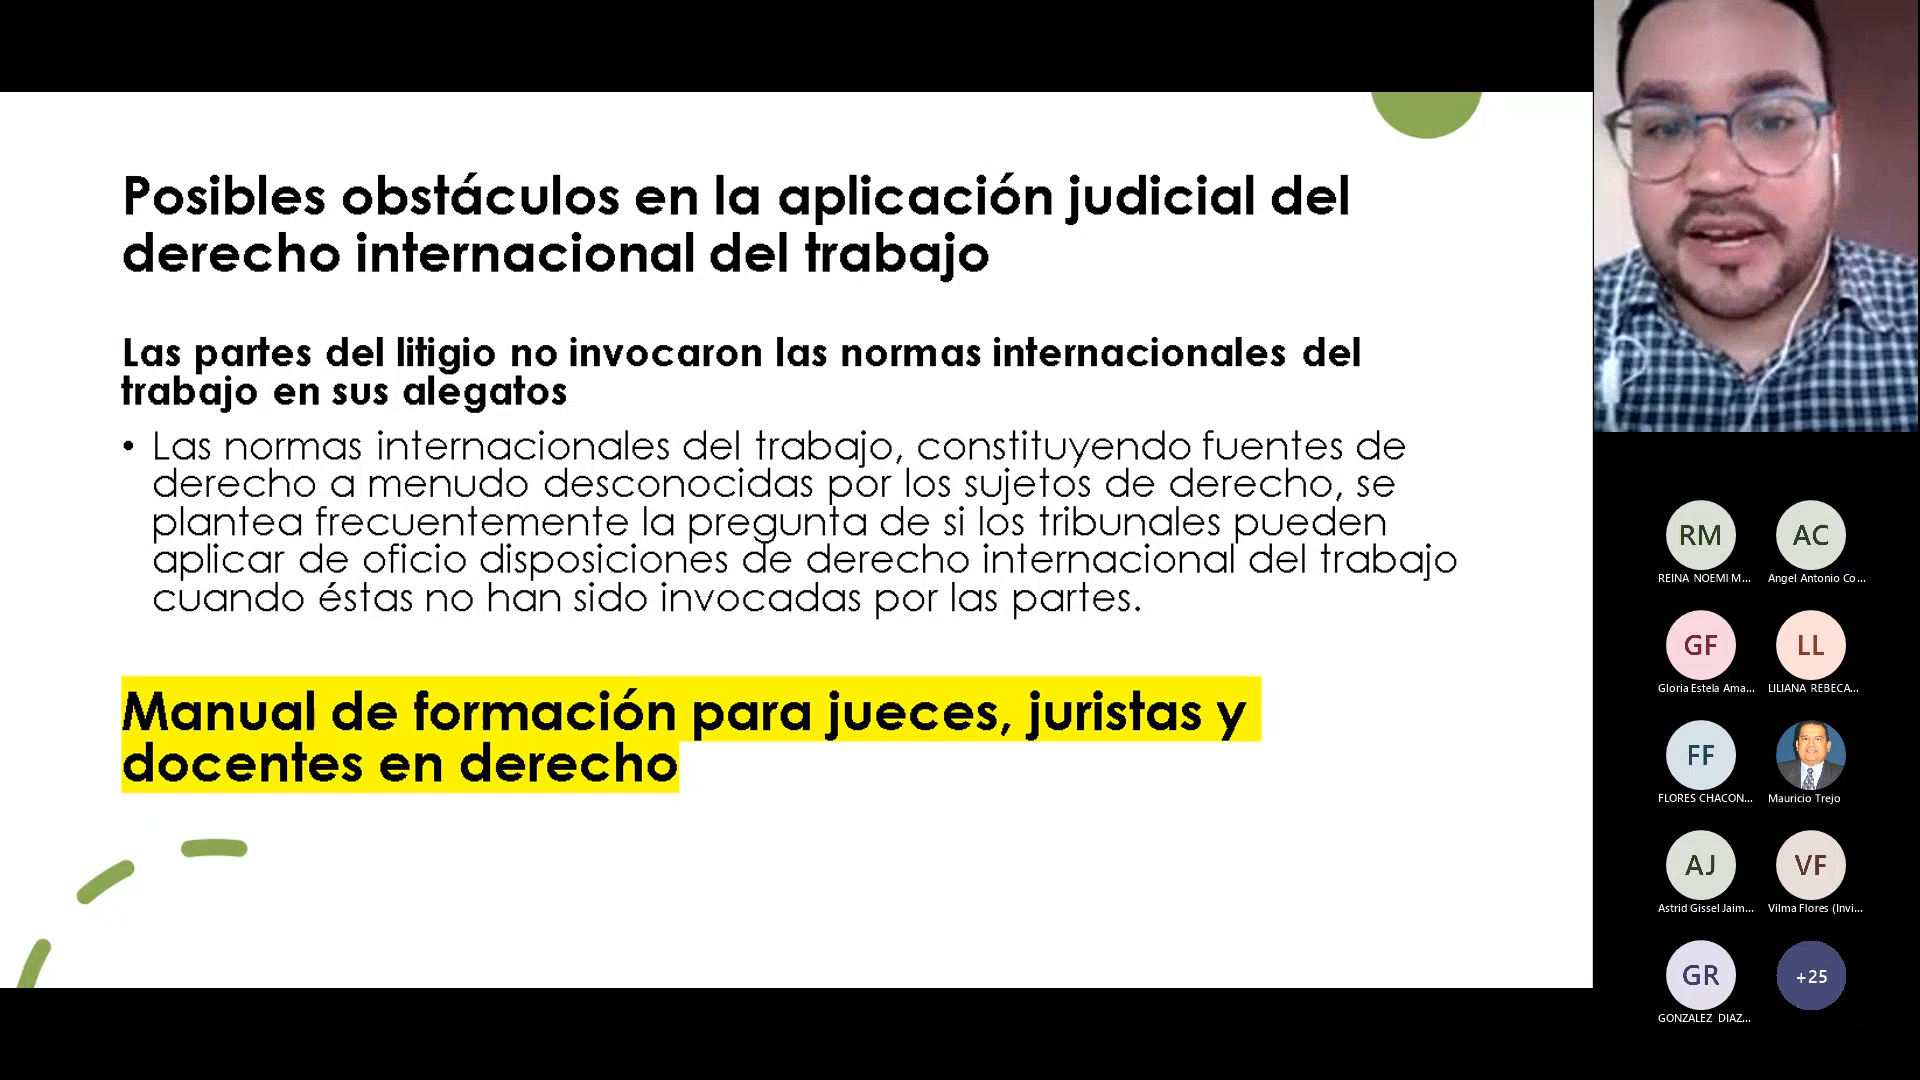 Posibles obstáculos en la aplicación judicial del
derecho internacional del trabajo
Las partes del litigio no invocaron las normas internacionales del
trabajo en sus alegatos
• Las normas internacionales del trabajo, constituyendo fuentes de
derecho a menudo desconocidas por los sujetos de derecho, se
plantea frecuentemente la pregunta de si los tribunales pueden
aplicar de oficio disposiciones de derecho internacional del trabajo
cuando éstas no han sido invocadas por las partes.
Manual de formación para jueces, juristas y
docentes en derecho
RM
AC
REINA NOEMI M...
Angel Antonio Co...
GF
LL
Gloria Estela Ama...
LILIANA REBECA...
FF
FLORES CHACON...
Mauricio Trejo
AJ
VF
Astrid Gissel Jaim...
Vilma Flores (Invi...
GR
+25
GONZALEZ DIAZ...